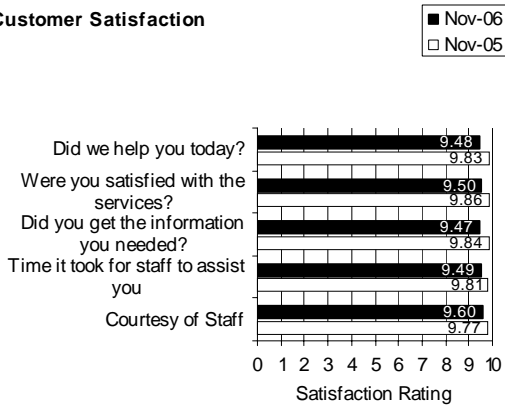 Customer Satisfaction
Nov-06
Nov-05
Did we help you today?
9.48
9.83
Were you satisfied with the
services?
9.50
9.86
Did you get the information
you needed?
9.47
9.84
Time it took for staff to assist
you
9.49
9.81
Courtesy of Staff
9.60
9.77
0 1 2 3 4 5 6 7 8 9 10
Satisfaction Rating